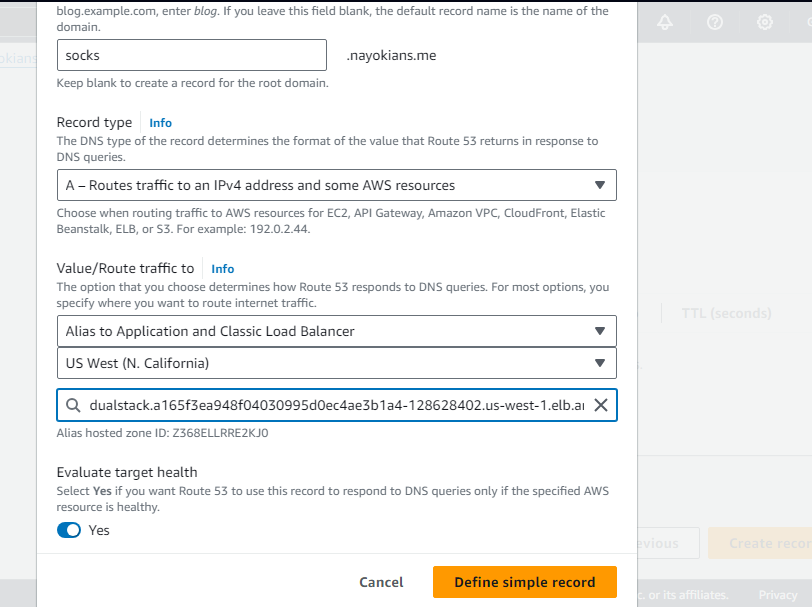 blog.example.com, enter blog. If you leave this field blank, the default record name is the name of the
domain.
socks
.nayokians.me
Keep blank to create a record for the root domain.
Record type
Info
The DNS type of the record determines the format of the value that Route 53 returns in response to
DNS queries.
A – Routes traffic to an IPv4 address and some AWS resources
Choose when routing traffic to AWS resources for EC2, API Gateway, Amazon VPC, CloudFront, Elastic
Beanstalk, ELB, or S3. For example: 192.0.2.44.
Value/Route traffic to
Info
The option that you choose determines how Route 53 responds to DNS queries. For most options, you
specify where you want to route internet traffic.
Alias to Application and Classic Load Balancer
US West (N. California)
dualstack.a165f3ea948f04030995d0ec4ae3b1a4-128628402.us-west-1.elb.a
Alias hosted zone ID: Z368ELLRRE2KJ0
Evaluate target health
Select Yes if you want Route 53 to use this record to respond to DNS queries only if the specified AWS
resource is healthy.
Yes
Cancel
Define simple record
okians
TTL (seconds)
evious
Create recor
c. or its affiliates.
Privacy